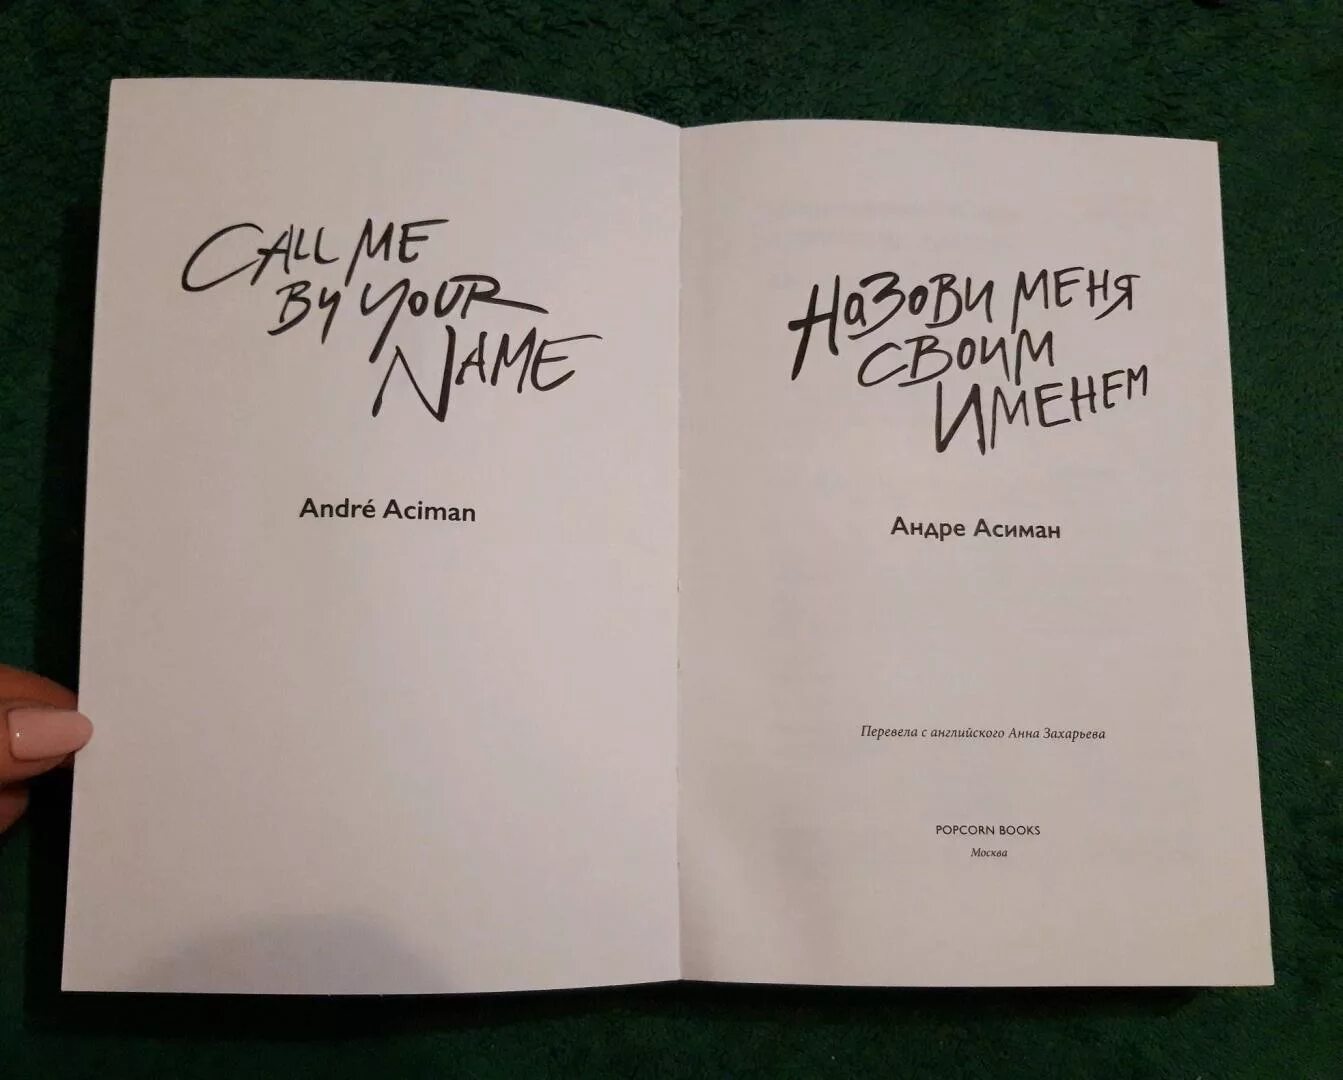 CALL ME
BY YOUR
NAME
André Aciman
НАЗОВИ МЕНЯ
СВОИМ
ИМЕНЕМ
Андре Асиман
Перевела с английского Анна Захарьева
POPCORN BOOKS
Москва